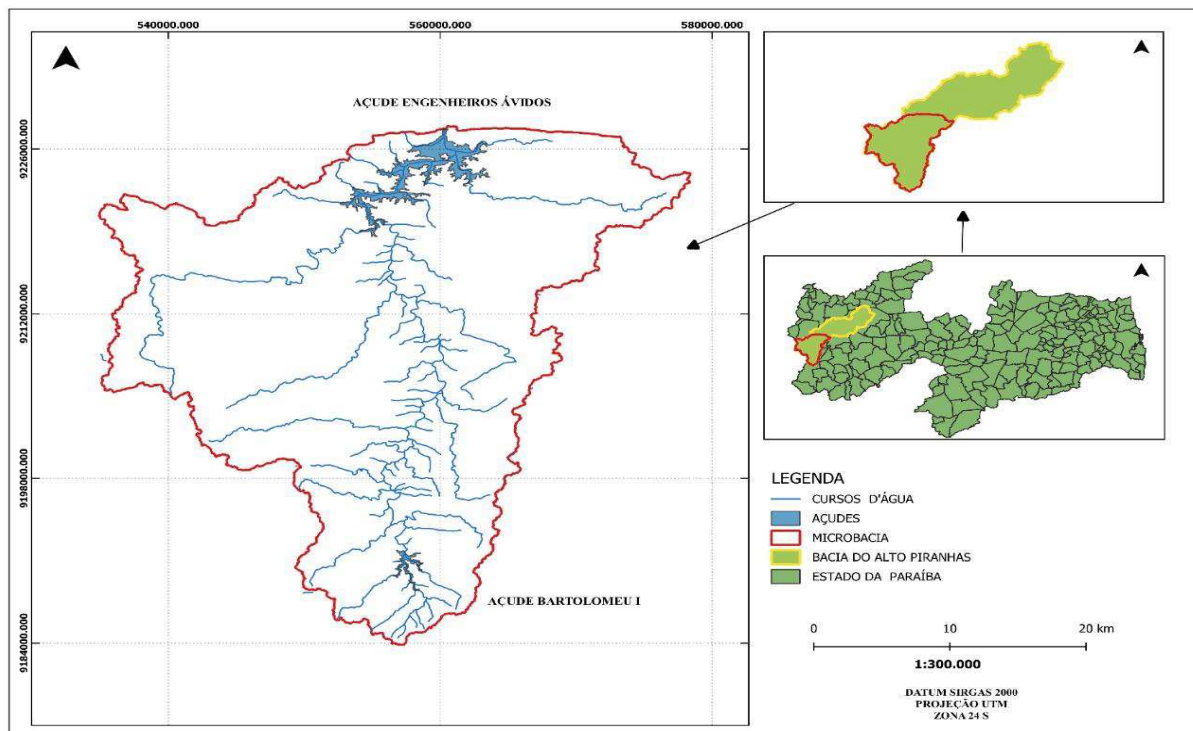 540000.000
560000.000
580000.000
9226000.000
9212000.000
9198000.000
9184000.000
AÇUDE ENGENHEIROS ÁVIDOS
AÇUDE BARTOLOMEU I
LEGENDA
CURSOS D'ÁGUA
AÇUDES
MICROBACIA
BACIA DO ALTO PIRANHAS
ESTADO DA PARAÍBA
0 10 20 km
1:300.000
DATUM SIRGAS 2000
PROJEÇÃO UTM
ZONA 24 S